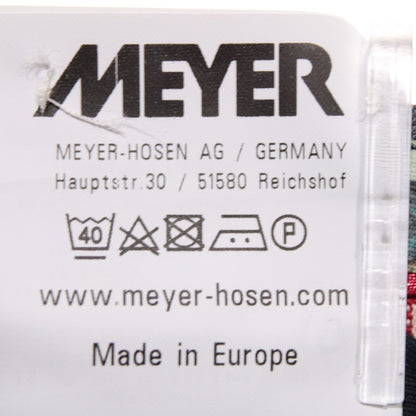 MEYER
MEYER-HOSEN AG / GERMANY
Hauptstr.30 / 51580 Reichshof
40 P
www.meyer-hosen.com
Made in Europe